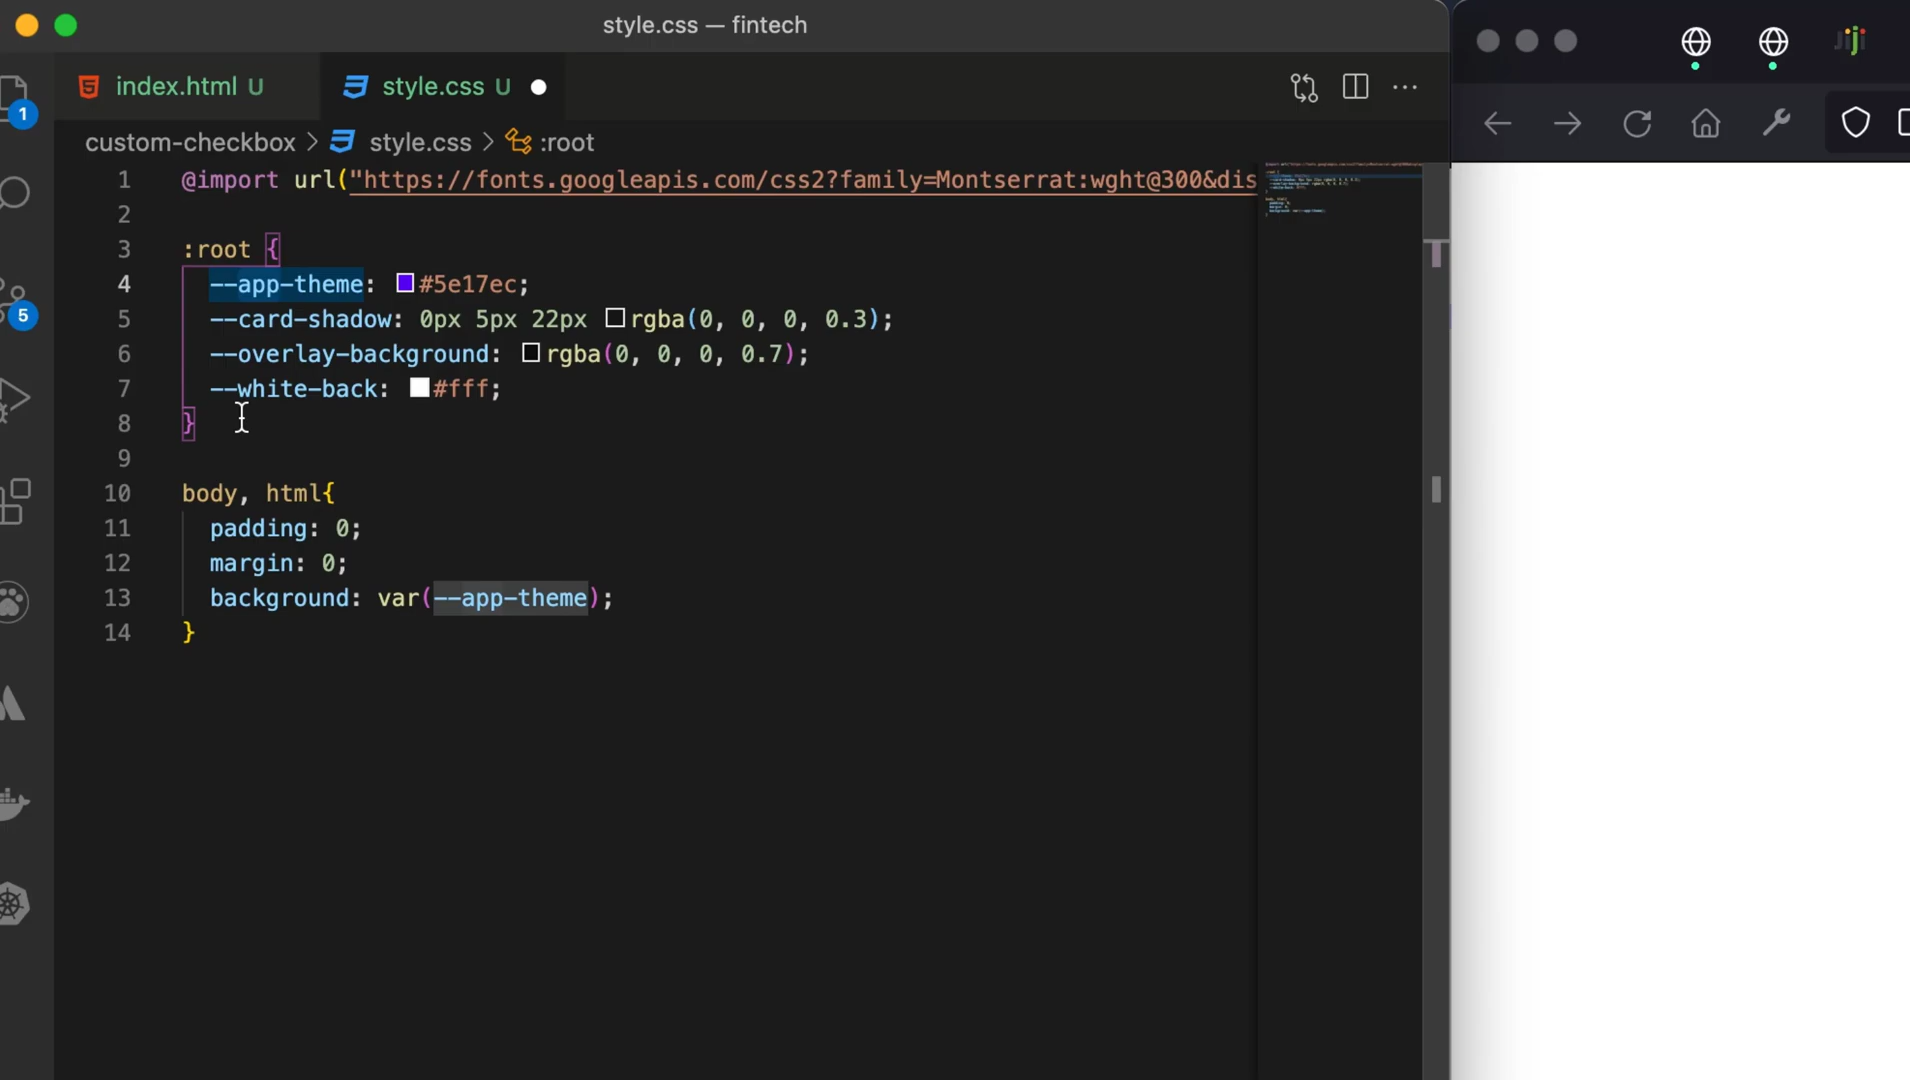 style.css — fintech
index.html U
style.css U
Jiji
custom-checkbox > style.css > :root
1 @import url("https://fonts.googleapis.com/css2?family=Montserrat:wght@300&dis
2
3 :root {
4 --app-theme: #5e17ec;
5 --card-shadow: 0px 5px 22px rgba(0, 0, 0, 0.3);
6 --overlay-background: rgba(0, 0, 0, 0.7);
7 --white-back: #fff;
8 }
9
10 body, html{
11 padding: 0;
12 margin: 0;
13 background: var(--app-theme);
14 }
1
5